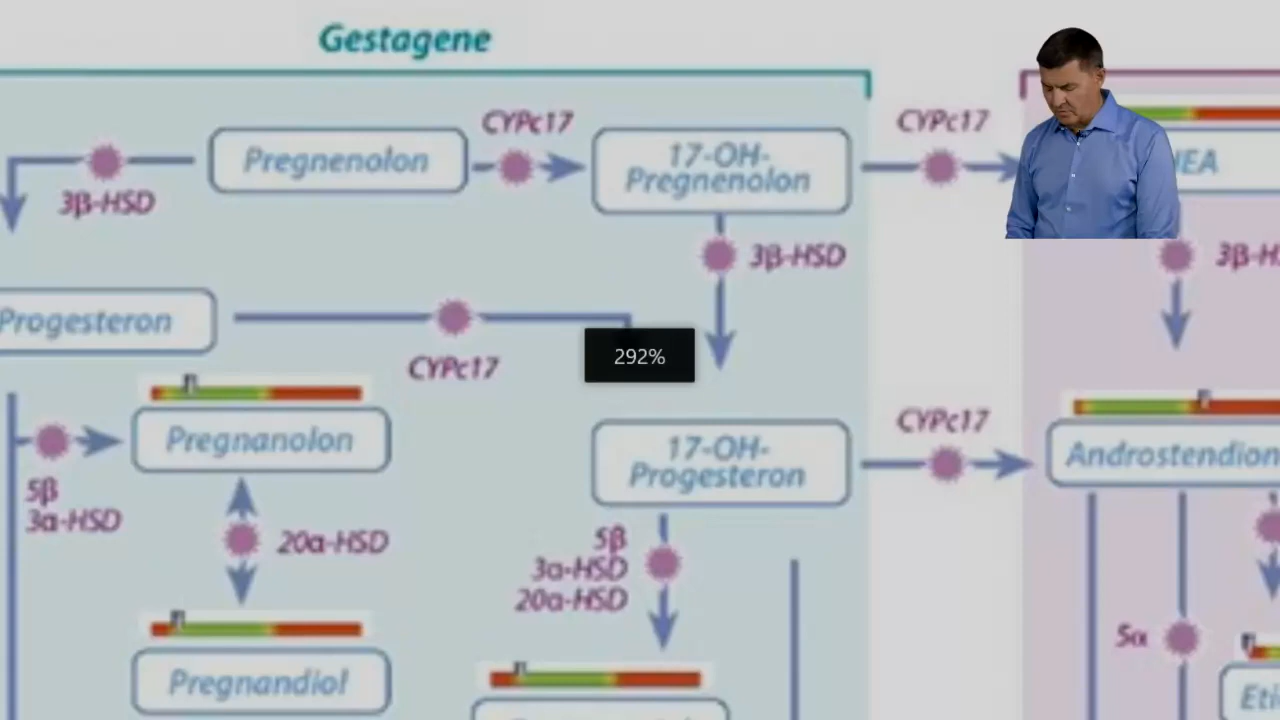 Gestagene
CYPc17
CYPc17
Pregnenolon
17-OH-
Pregnenolon
3β-HSD
3β-HSD
Progesteron
292%
CYPc17
CYPc17
Pregnanolon
17-OH-
Progesteron
Androstendion
5β
3α-HSD
20α-HSD
5β
3α-HSD
20α-HSD
5α
Pregnandiol